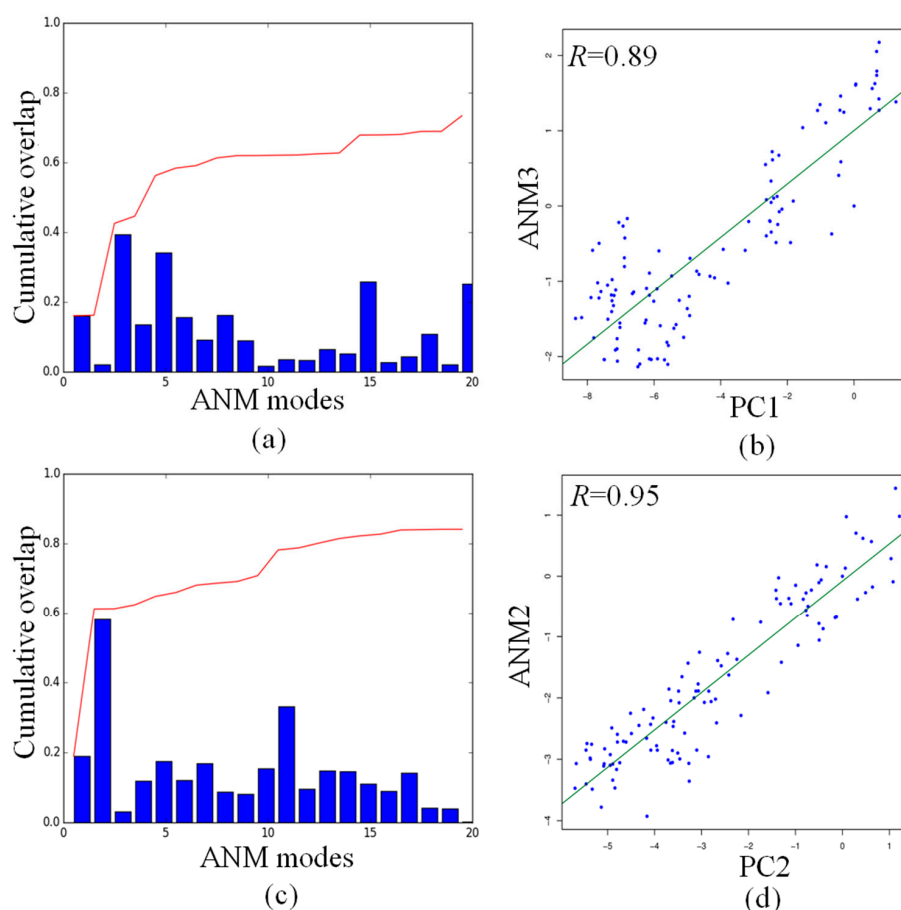 1.0
0.8
0.6
0.4
0.2
0.0
Cumulative overlap
0 5 10 15 20
ANM modes
(a)
R=0.89
2
1
0
-1
-2
ANM3
-8 -6 -4 -2 0
PC1
(b)
1.0
0.8
0.6
0.4
0.2
0.0
Cumulative overlap
0 5 10 15 20
ANM modes
(c)
R=0.95
1
0
-1
-2
-3
-4
ANM2
-5 -4 -3 -2 -1 0 1
PC2
(d)